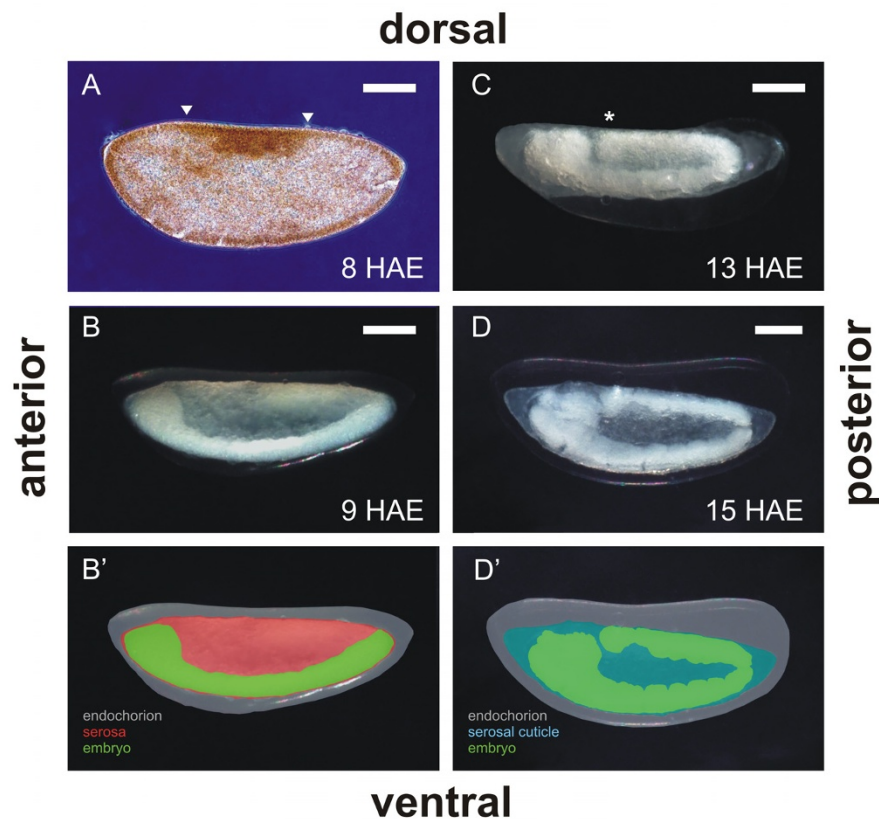 dorsal
A
8 HAE
C
*
13 HAE
anterior
B
9 HAE
D
15 HAE
posterior
B’
endochorion
serosa
embryo
D’
endochorion
serosal cuticle
embryo
ventral